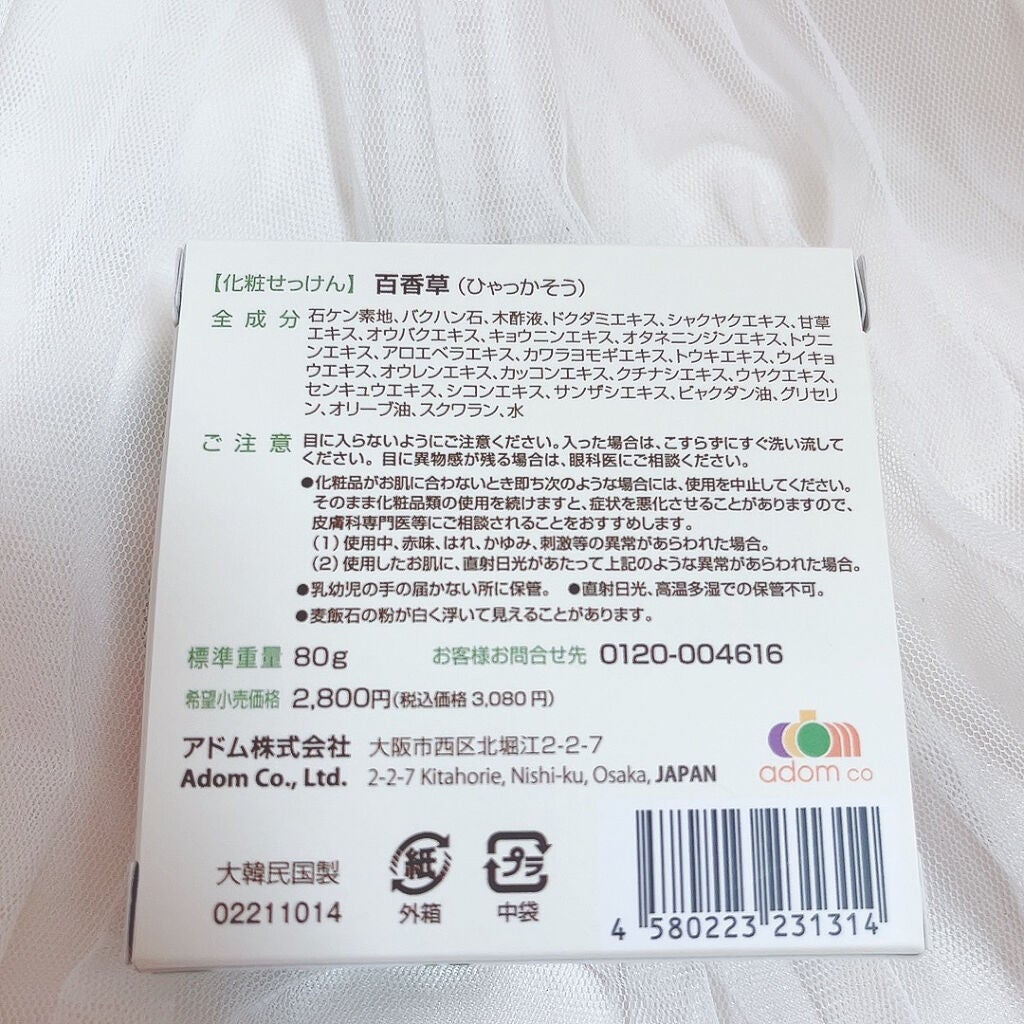 【化粧せっけん】 百香草（ひゃっかそう）
全成分 石ケン素地、バクハン石、木酢液、ドクダミエキス、シャクヤクエキス、甘草
エキス、オウバクエキス、キョウニンエキス、オタネニンジンエキス、トウニ
ンエキス、アロエベラエキス、カワラヨモギエキス、トウキエキス、ウイキョ
ウエキス、オウレンエキス、カッコンエキス、クチナシエキス、ウヤクエキス、
センキュウエキス、シコンエキス、サンザシエキス、ビャクダン油、グリセリ
ン、オリーブ油、スクワラン、水
ご注意 目に入らないようにご注意ください。入った場合は、こすらずにすぐ洗い流して
ください。目に異物感が残る場合は、眼科医にご相談ください。
●化粧品がお肌に合わないとき即ち次のような場合には、使用を中止してください。
そのまま化粧品類の使用を続けますと、症状を悪化させることがありますので、
皮膚科専門医等にご相談されることをおすすめします。
（1）使用中、赤味、はれ、かゆみ、刺激等の異常があらわれた場合。
（2）使用したお肌に、直射日光があたって上記のような異常があらわれた場合。
●乳幼児の手の届かない所に保管。 ●直射日光、高温多湿での保管不可。
●麦飯石の粉が白く浮いて見えることがあります。
標準重量 80g お客様お問合せ先 0120-004616
希望小売価格 2,800円（税込価格 3,080円）
アドム株式会社 大阪市西区北堀江2-2-7
Adom Co., Ltd. 2-2-7 Kitahorie, Nishi-ku, Osaka, JAPAN
adom co
大韓民国製 紙 プラ
02211014 外箱 中袋
4 580223 231314